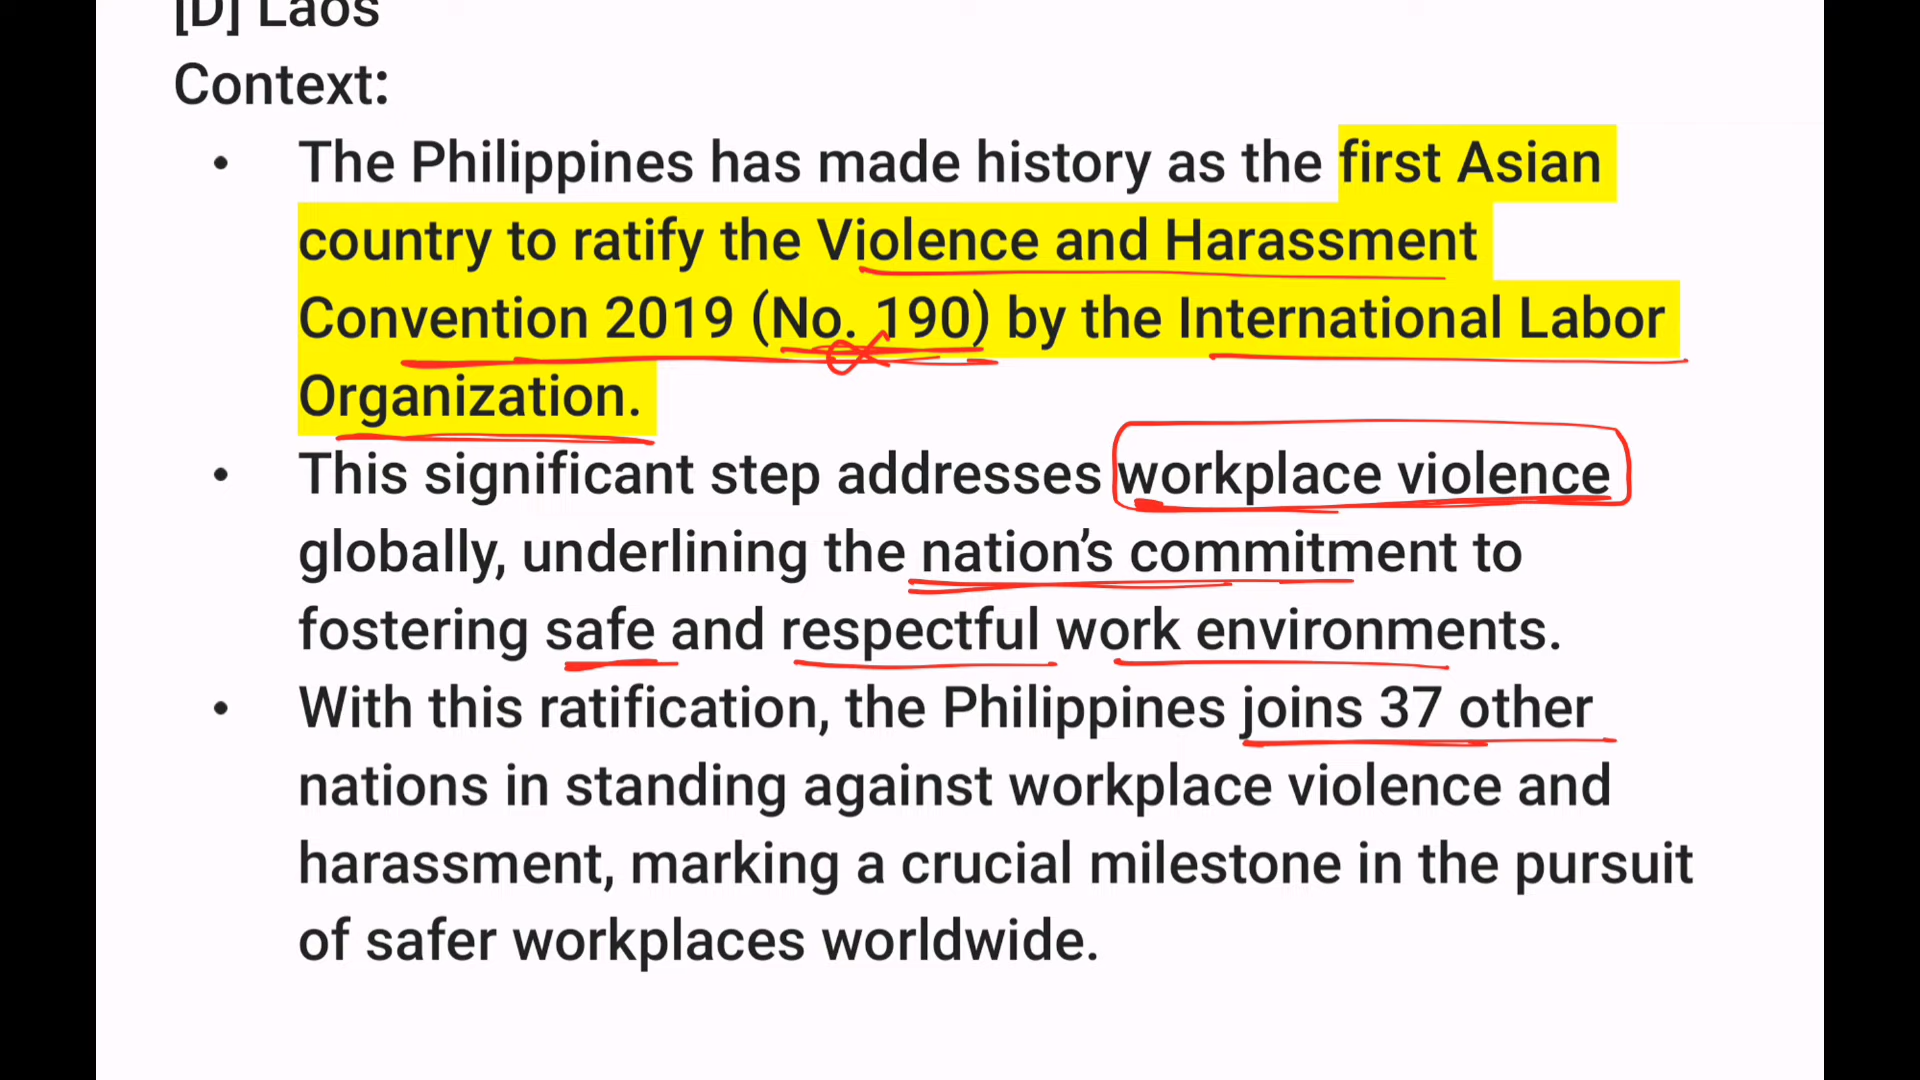 [D] Laos
Context:
• The Philippines has made history as the first Asian
country to ratify the Violence and Harassment
Convention 2019 (No. 190) by the International Labor
Organization.
• This significant step addresses workplace violence
globally, underlining the nation’s commitment to
fostering safe and respectful work environments.
• With this ratification, the Philippines joins 37 other
nations in standing against workplace violence and
harassment, marking a crucial milestone in the pursuit
of safer workplaces worldwide.